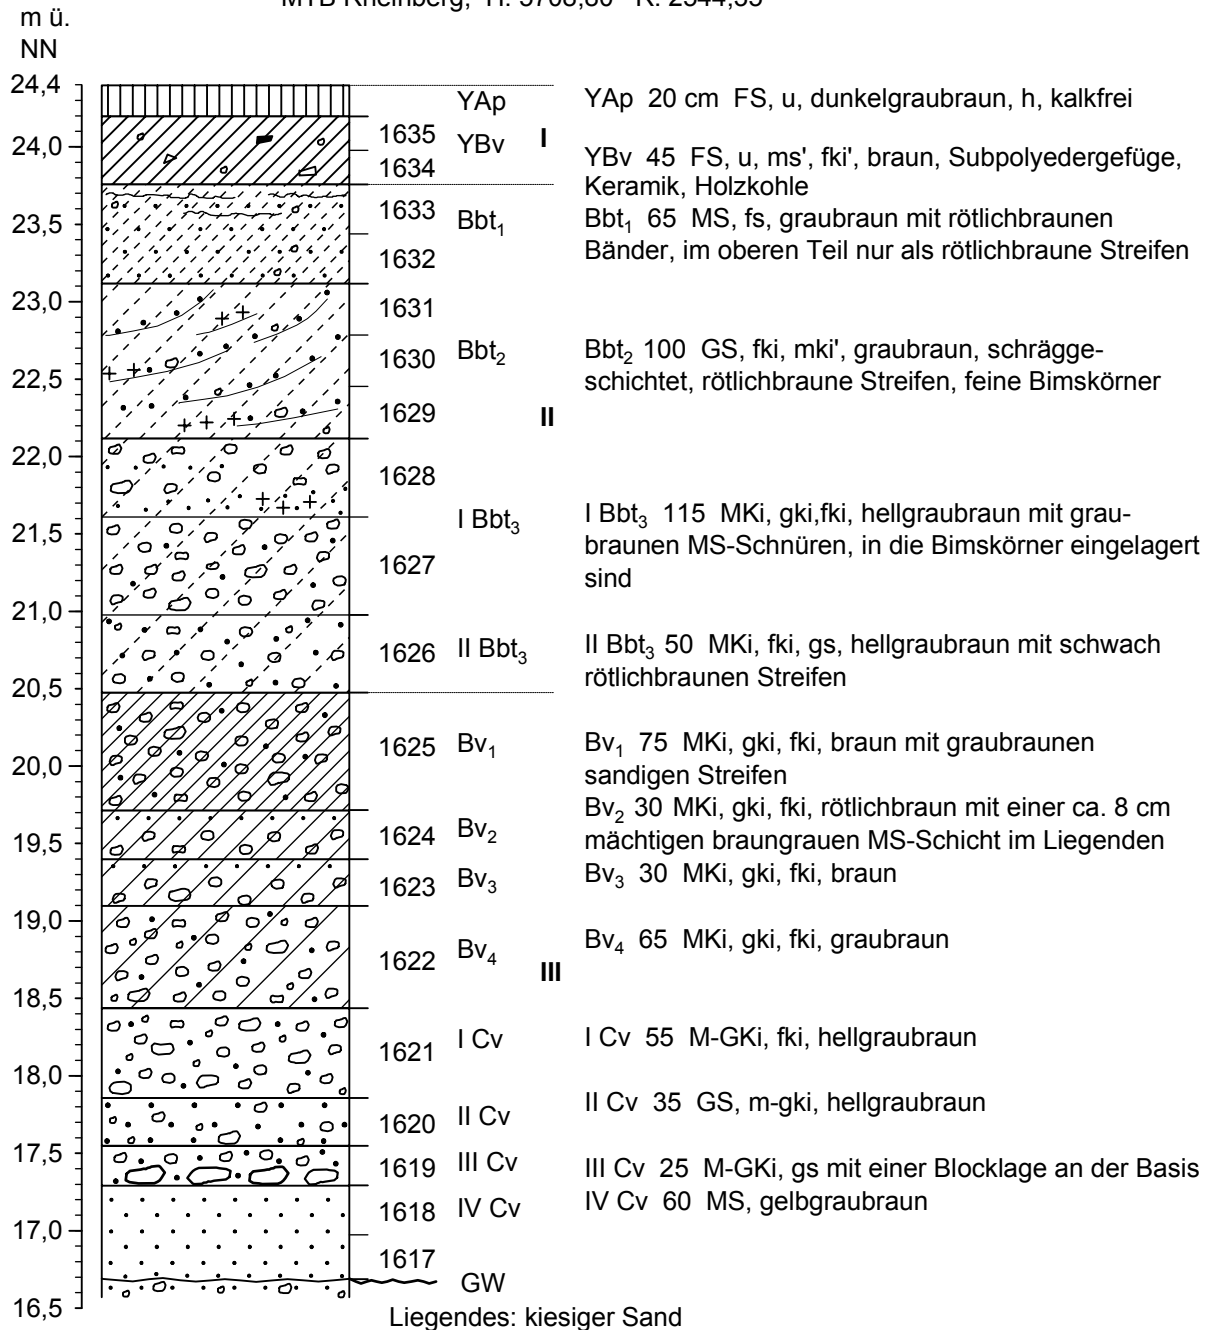 m ü.
NN
24,4
24,0
23,5
23,0
22,5
22,0
21,5
21,0
20,5
20,0
19,5
19,0
18,5
18,0
17,5
17,0
16,5
1635
1634
1633
1632
1631
1630
1629
1628
1627
1626
1625
1624
1623
1622
1621
1620
1619
1618
1617
YAp
YBv
Bbt₁
Bbt₂
I Bbt₃
II Bbt₃
Bv₁
Bv₂
Bv₃
Bv₄
I Cv
II Cv
III Cv
IV Cv
GW
I
II
III
YAp 20 cm FS, u, dunkelgraubraun, h, kalkfrei
YBv 45 FS, u, ms', fki', braun, Subpolyedergefüge,
Keramik, Holzkohle
Bbt₁ 65 MS, fs, graubraun mit rötlichbraunen
Bänder, im oberen Teil nur als rötlichbraune Streifen
Bbt₂ 100 GS, fki, mki', graubraun, schrägge-
schichtet, rötlichbraune Streifen, feine Bimskörner
I Bbt₃ 115 MKi, gki,fki, hellgraubraun mit grau-
braunen MS-Schnüren, in die Bimskörner eingelagert
sind
II Bbt₃ 50 MKi, fki, gs, hellgraubraun mit schwach
rötlichbraunen Streifen
Bv₁ 75 MKi, gki, fki, braun mit graubraunen
sandigen Streifen
Bv₂ 30 MKi, gki, fki, rötlichbraun mit einer ca. 8 cm
mächtigen braungrauen MS-Schicht im Liegenden
Bv₃ 30 MKi, gki, fki, braun
Bv₄ 65 MKi, gki, fki, graubraun
I Cv 55 M-GKi, fki, hellgraubraun
II Cv 35 GS, m-gki, hellgraubraun
III Cv 25 M-GKi, gs mit einer Blocklage an der Basis
IV Cv 60 MS, gelbgraubraun
Liegendes: kiesiger Sand